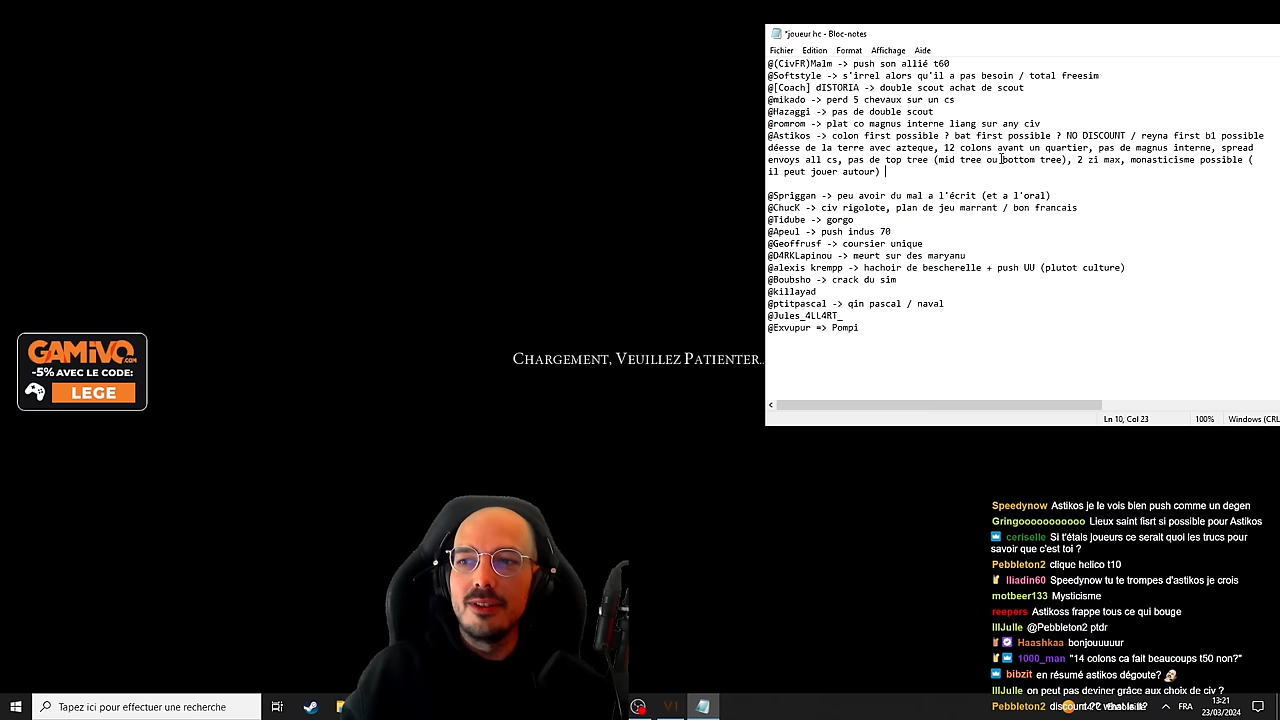 *joueur hc - Bloc-notes
Fichier Edition Format Affichage Aide
@(CivFR)Malm -> push son allié t60
@Softstyle -> s'irrel alors qu'il a pas besoin / total freesim
@[Coach] dISTORIA -> double scout achat de scout
@mikado -> perd 5 chevaux sur un cs
@Hazaggi -> pas de double scout
@romrom -> plat co magnus interne liang sur any civ
@Astikos -> colon first possible ? bat first possible ? NO DISCOUNT / reyna first b1 possible
déesse de la terre avec azteque, 12 colons avant un quartier, pas de magnus interne, spread
envoys all cs, pas de top tree (mid tree ou bottom tree), 2 zi max, monasticisme possible (
il peut jouer autour)
@Spriggan -> peu avoir du mal a l'écrit (et a l'oral)
@ChucK -> civ rigolote, plan de jeu marrant / bon francais
@Tidube -> gorgo
@Apeul -> push indus 70
@Geoffrusf -> coursier unique
@D4RKLapinou -> meurt sur des maryanu
@alexis krempp -> hachoir de bescherelle + push UU (plutot culture)
@Boubsho -> crack du sim
@killayad
@ptitpascal -> qin pascal / naval
@Jules_4LL4RT_
@Exvupur => Pompi
Ln 10, Col 23 100% Windows (CRL
GAMIVO.COM
-5% AVEC LE CODE:
LEGE
Chargement, Veuillez Patienter..
Speedynow Astikos je le vois bien push comme un degen
Gringooooooooooo Lieux saint fisrt si possible pour Astikos
ceriselle Si t'étais joueurs ce serait quoi les trucs pour
savoir que c'est toi ?
Pebbleton2 clique helico t10
Iliadin60 Speedynow tu te trompes d'astikos je crois
motbeer133 Mysticisme
reepers Astikoss frappe tous ce qui bouge
IllJulle @Pebbleton2 ptdr
Haashkaa bonjouuuuur
1000_man "14 colons ca fait beaucoups t50 non?"
bibzit en résumé astikos dégoute?
IllJulle on peut pas deviner grâce aux choix de civ ?
Pebbleton2
Tapez ici pour effectuer une recherche
FRA
13:21
23/03/2024